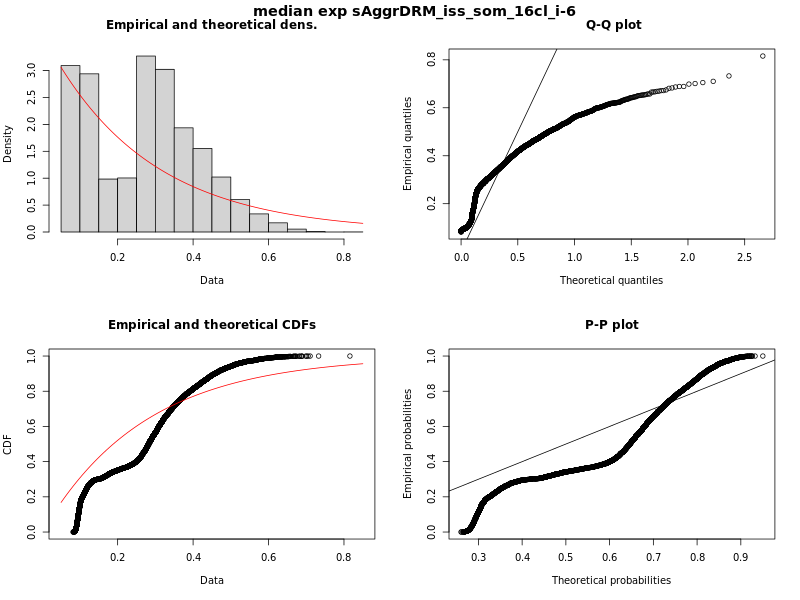 median exp sAggrDRM_iss_som_16cl_i-6
Empirical and theoretical dens.
Density
0.0 0.5 1.0 1.5 2.0 2.5 3.0
0.2 0.4 0.6 0.8
Data
Q-Q plot
Empirical quantiles
0.2 0.4 0.6 0.8
0.0 0.5 1.0 1.5 2.0 2.5
Theoretical quantiles
Empirical and theoretical CDFs
CDF
0.0 0.2 0.4 0.6 0.8 1.0
0.2 0.4 0.6 0.8
Data
P-P plot
Empirical probabilities
0.0 0.2 0.4 0.6 0.8 1.0
0.3 0.4 0.5 0.6 0.7 0.8 0.9
Theoretical probabilities